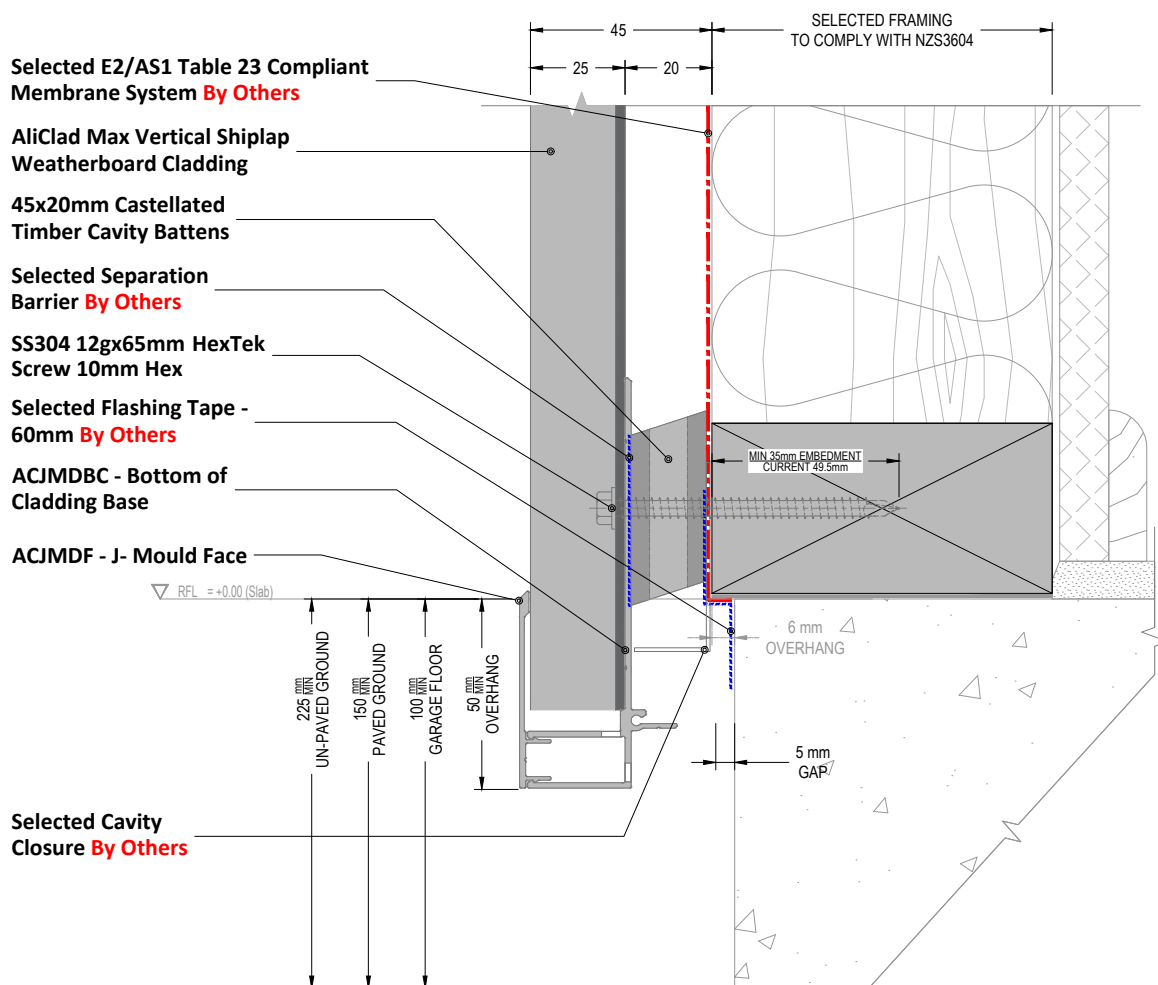 45
25
20
SELECTED FRAMING
TO COMPLY WITH NZS3604
Selected E2/AS1 Table 23 Compliant
Membrane System By Others
AliClad Max Vertical Shiplap
Weatherboard Cladding
45x20mm Castellated
Timber Cavity Battens
Selected Separation
Barrier By Others
SS304 12gx65mm HexTek
Screw 10mm Hex
Selected Flashing Tape -
60mm By Others
ACJMDBC - Bottom of
Cladding Base
ACJMDF - J- Mould Face
MIN 35mm EMBEDMENT
CURRENT 49.5mm
RFL = +0.00 (Slab)
6 mm
OVERHANG
225 mm MIN
UN-PAVED GROUND
150 mm MIN
PAVED GROUND
100 mm MIN
GARAGE FLOOR
50 mm MIN
OVERHANG
5 mm
GAP
Selected Cavity
Closure By Others